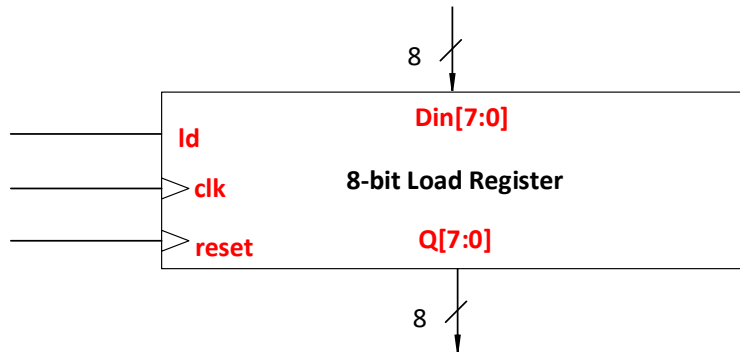 8
Din[7:0]
ld
8-bit Load Register
clk
reset
Q[7:0]
8